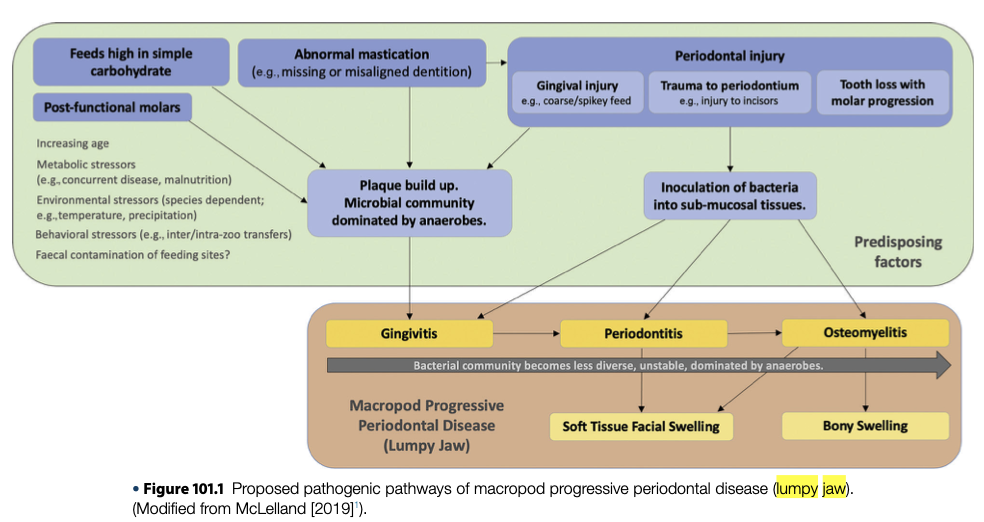 Feeds high in simple
carbohydrate
Abnormal mastication
(e.g., missing or misaligned dentition)
Periodontal injury
Gingival injury
e.g., coarse/spikey feed
Trauma to periodontium
e.g., injury to incisors
Tooth loss with
molar progression
Post-functional molars
Increasing age
Metabolic stressors
(e.g., concurrent disease, malnutrition)
Environmental stressors (species dependent;
e.g.,temperature, precipitation)
Behavioral stressors (e.g., inter/intra-zoo transfers)
Faecal contamination of feeding sites?
Plaque build up.
Microbial community
dominated by anaerobes.
Inoculation of bacteria
into sub-mucosal tissues.
Predisposing
factors
Gingivitis
Periodontitis
Osteomyelitis
Bacterial community becomes less diverse, unstable, dominated by anaerobes.
Macropod Progressive
Periodontal Disease
(Lumpy Jaw)
Soft Tissue Facial Swelling
Bony Swelling
• Figure 101.1 Proposed pathogenic pathways of macropod progressive periodontal disease (lumpy jaw).
(Modified from McLelland [2019]¹).